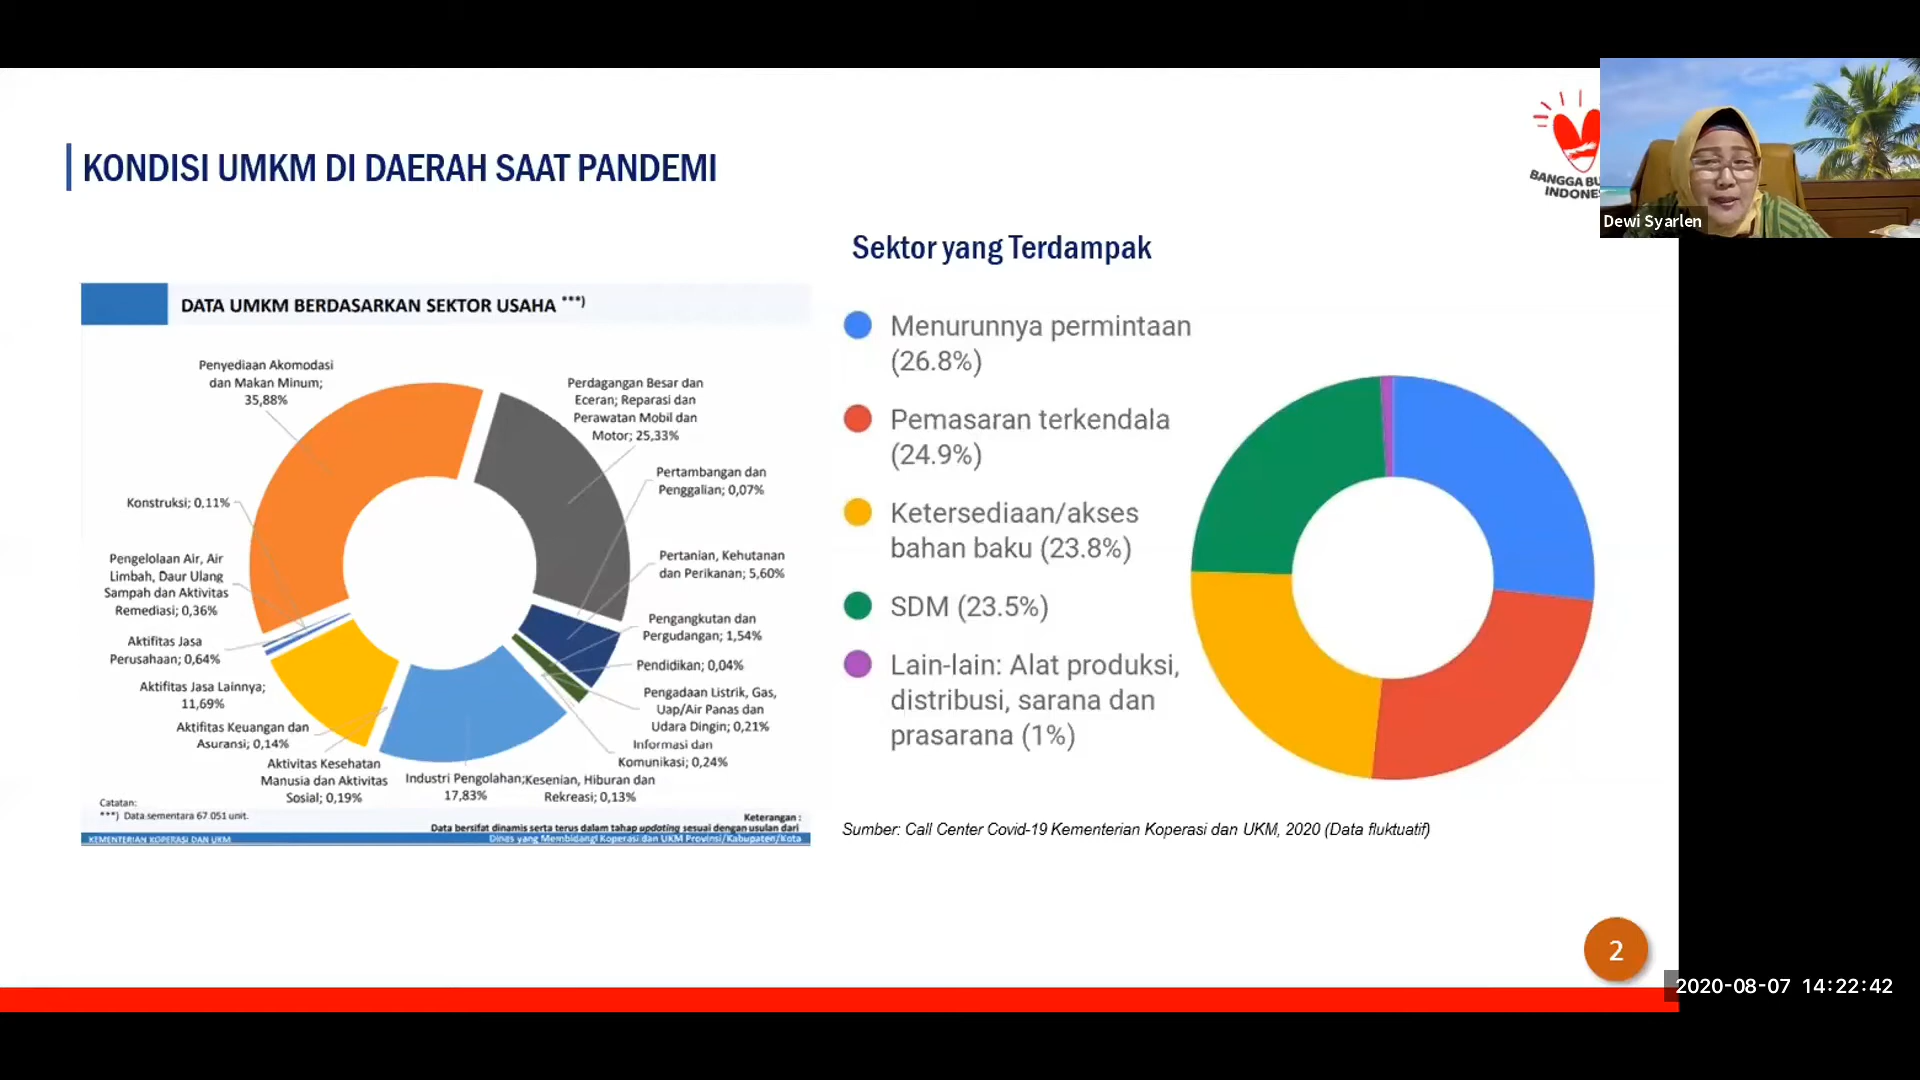 KONDISI UMKM DI DAERAH SAAT PANDEMI
BANGGA BU
INDONES
Dewi Syarlen
DATA UMKM BERDASARKAN SEKTOR USAHA ***)
Penyediaan Akomodasi
dan Makan Minum;
35,88%
Perdagangan Besar dan
Eceran; Reparasi dan
Perawatan Mobil dan
Motor; 25,33%
Pertambangan dan
Penggalian; 0,07%
Konstruksi; 0,11%
Pertanian, Kehutanan
dan Perikanan; 5,60%
Pengelolaan Air, Air
Limbah, Daur Ulang
Sampah dan Aktivitas
Remediasi; 0,36%
Pengangkutan dan
Pergudangan; 1,54%
Aktifitas Jasa
Perusahaan; 0,64%
Pendidikan; 0,04%
Aktifitas Jasa Lainnya;
11,69%
Pengadaan Listrik, Gas,
Uap/Air Panas dan
Udara Dingin; 0,21%
Aktifitas Keuangan dan
Asuransi; 0,14%
Informasi dan
Komunikasi; 0,24%
Aktivitas Kesehatan
Manusia dan Aktivitas
Sosial; 0,19%
Industri Pengolahan;
17,83%
Kesenian, Hiburan dan
Rekreasi; 0,13%
Catatan:
***) Data sementara 67.051 unit.
Keterangan :
Data bersifat dinamis serta terus dalam tahap updating sesuai dengan usulan dari
Dinas yang Membidangi Koperasi dan UKM Provinsi/Kabupaten/Kota
KEMENTERIAN KOPERASI DAN UKM
Sektor yang Terdampak
Menurunnya permintaan
(26.8%)
Pemasaran terkendala
(24.9%)
Ketersediaan/akses
bahan baku (23.8%)
SDM (23.5%)
Lain-lain: Alat produksi,
distribusi, sarana dan
prasarana (1%)
Sumber: Call Center Covid-19 Kementerian Koperasi dan UKM, 2020 (Data fluktuatif)
2
2020-08-07 14:22:42